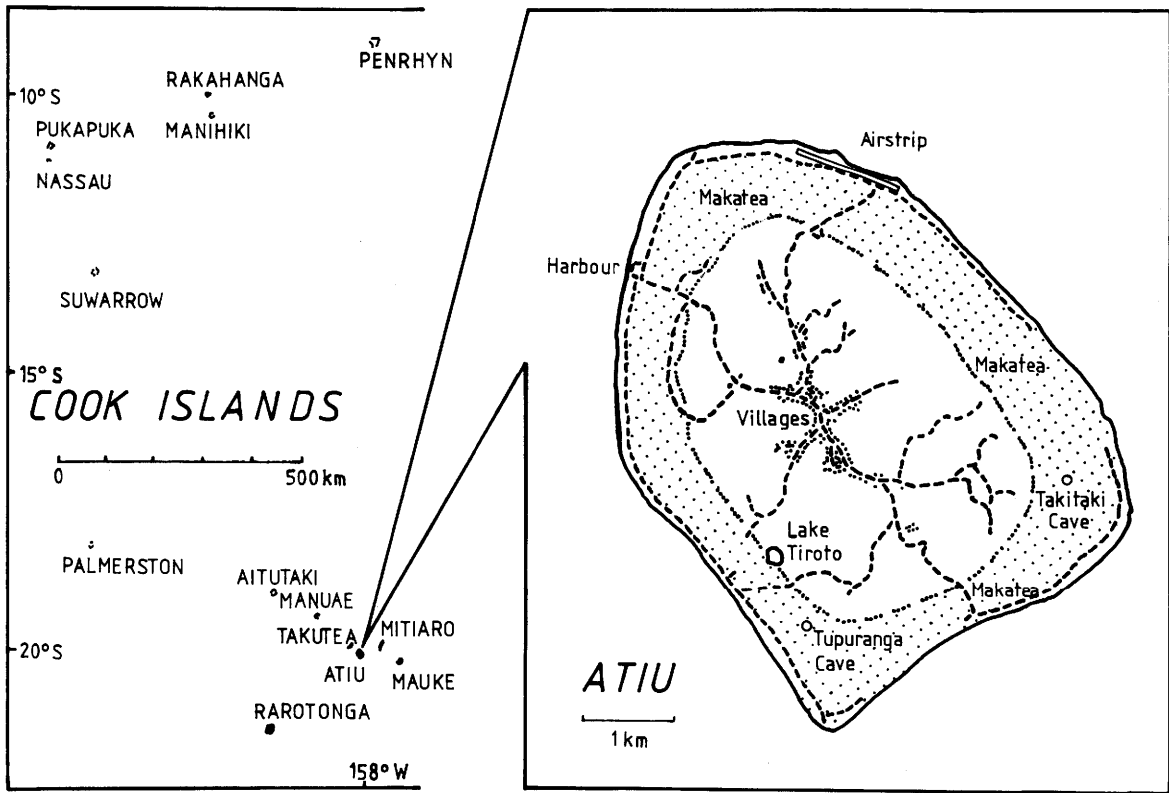 PENRHYN
RAKAHANGA
10° S
PUKAPUKA
MANIHIKI
NASSAU
SUWARROW
15° S
COOK ISLANDS
0 500 km
PALMERSTON
AITUTAKI
MANUAE
TAKUTEA
MITIARO
20° S
ATIU
MAUKE
RAROTONGA
158° W
Airstrip
Makatea
Harbour
Makatea
Villages
Takitaki
Cave
Lake
Tiroto
Makatea
Tupuranga
Cave
ATIU
1 km